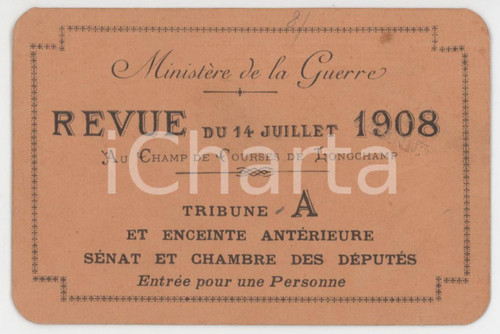 Ministère de la Guerre
REVUE DU 14 JUILLET 1908
AU CHAMP DE COURSES DE LONGCHAMP
iCharta
TRIBUNE A
ET ENCEINTE ANTÉRIEURE
SÉNAT ET CHAMBRE DES DÉPUTÉS
Entrée pour une Personne